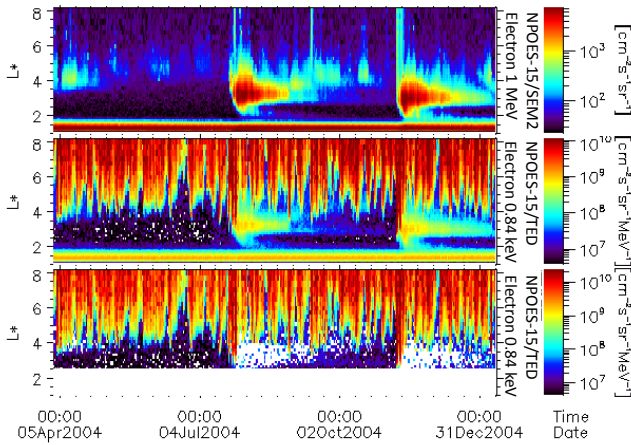 8
6
4
2
L*
Electron 1 MeV
NPOES-15/SEM2
10³
10²
[cm⁻²s⁻¹sr⁻¹]
8
6
4
2
L*
Electron 0.84 keV
NPOES-15/TED
10¹⁰
10⁹
10⁸
10⁷
[cm⁻²s⁻¹sr⁻¹MeV⁻¹]
8
6
4
2
L*
Electron 0.84 keV
NPOES-15/TED
10¹⁰
10⁹
10⁸
10⁷
[cm⁻²s⁻¹sr⁻¹MeV⁻¹]
00:00 00:00 00:00 00:00 Time
05Apr2004 04Jul2004 02Oct2004 31Dec2004 Date